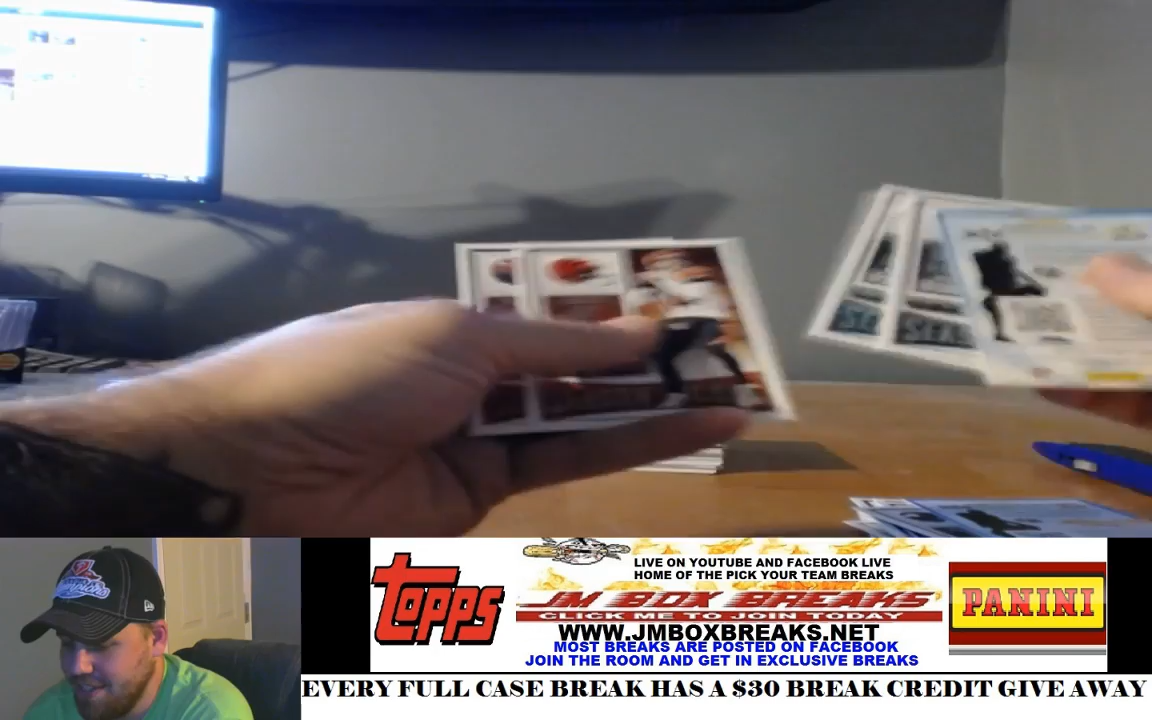 LIVE ON YOUTUBE AND FACEBOOK LIVE
HOME OF THE PICK YOUR TEAM BREAKS
TOPPS
JM BOX BREAKS
CLICK ME TO JOIN TODAY
PANINI
WWW.JMBOXBREAKS.NET
MOST BREAKS ARE POSTED ON FACEBOOK
JOIN THE ROOM AND GET IN EXCLUSIVE BREAKS
EVERY FULL CASE BREAK HAS A $30 BREAK CREDIT GIVE AWAY